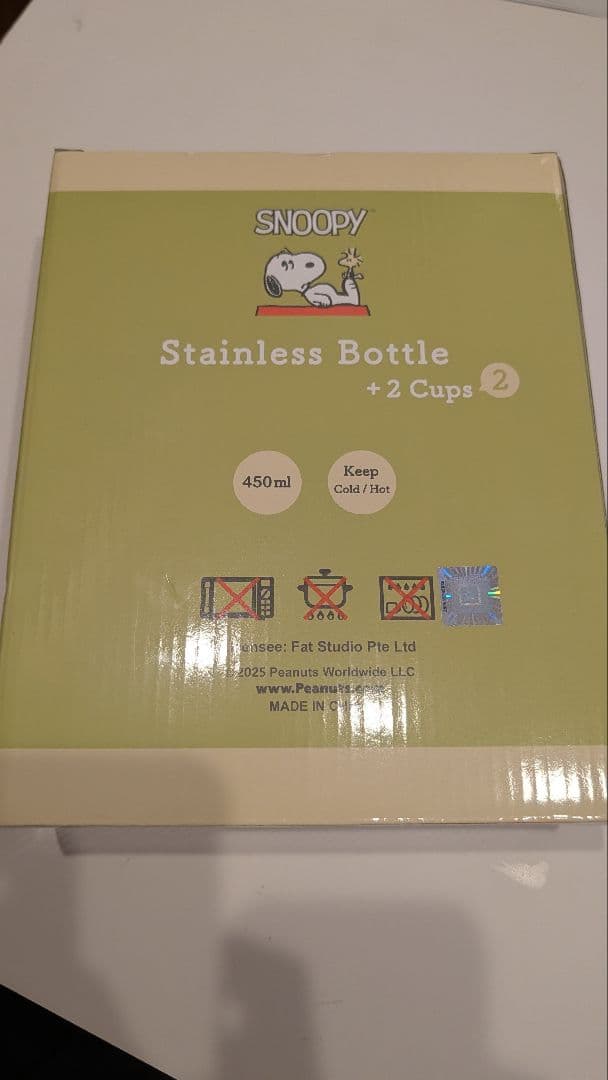 SNOOPY
Stainless Bottle
+ 2 Cups 2
450ml
Keep
Cold / Hot
Fat Studio Pte Ltd
2025 Peanuts Worldwide LLC
MADE IN